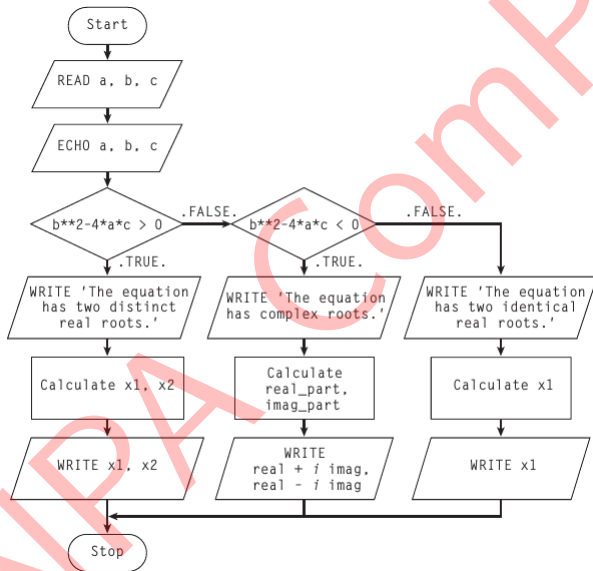 Start
READ a, b, c
ECHO a, b, c
b**2-4*a*c > 0
.FALSE.
b**2-4*a*c < 0
.FALSE.
.TRUE.
.TRUE.
WRITE 'The equation
has two distinct
real roots.'
WRITE 'The equation
has complex roots.'
WRITE 'The equation
has two identical
real roots.'
Calculate x1, x2
Calculate
real_part,
imag_part
Calculate x1
WRITE x1, x2
WRITE
real + i imag,
real - i imag
WRITE x1
Stop
NPA Com